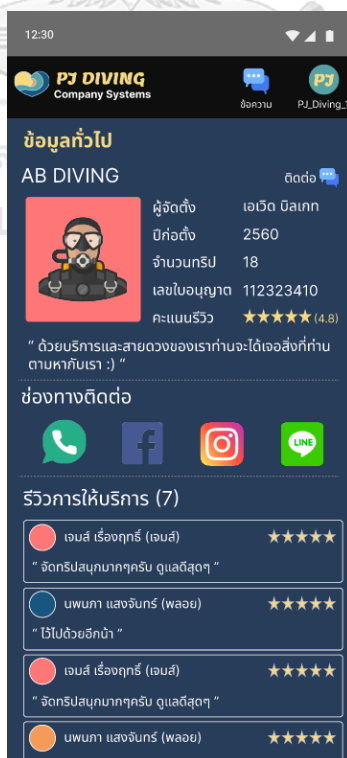 12:30
PJ DIVING
Company Systems
ข้อความ
PJ
PJ_Diving_
ข้อมูลทั่วไป
AB DIVING
ติดต่อ
ผู้จัดตั้ง เอเวิด บิลเกท
ปีก่อตั้ง 2560
จำนวนทริป 18
เลขใบอนุญาต 112323410
คะแนนรีวิว ★★★★★ (4.8)
“ ด้วยบริการและสายดวงของเราท่านจะได้เจอสิ่งที่ท่าน
ตามหากับเรา :) “
ช่องทางติดต่อ
LINE
รีวิวการให้บริการ (7)
เจมส์ เรื่องฤทธิ์ (เจมส์) ★★★★★
“ จัดทริปสนุกมากๆครับ ดูแลดีสุดๆ “
นพนภา แสงจันทร์ (พลอย) ★★★★★
“ ไว้ไปด้วยอีกน้า “
เจมส์ เรื่องฤทธิ์ (เจมส์) ★★★★★
“ จัดทริปสนุกมากๆครับ ดูแลดีสุดๆ “
นพนภา แสงจันทร์ (พลอย) ★★★★★